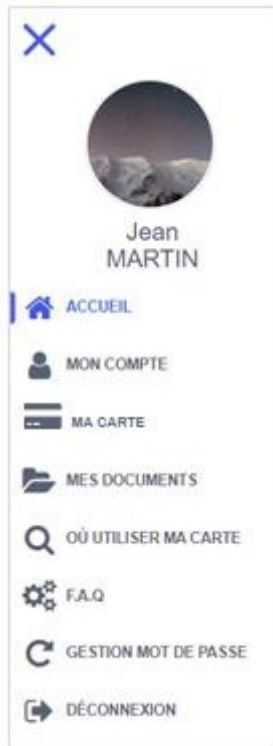 Jean
MARTIN
ACCUEIL
MON COMPTE
MA CARTE
MES DOCUMENTS
OÙ UTILISER MA CARTE
F.A.Q
GESTION MOT DE PASSE
DÉCONNEXION